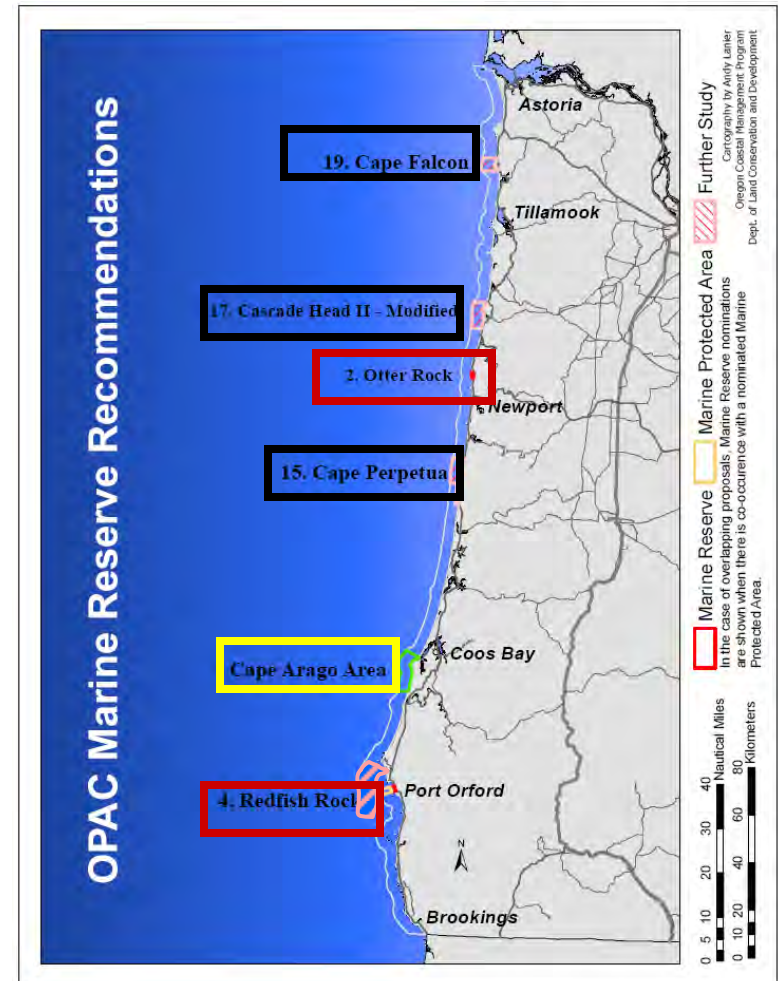 OPAC Marine Reserve Recommendations
Astoria
19. Cape Falcon
Tillamook
17. Cascade Head II - Modified
2. Otter Rock
Newport
15. Cape Perpetua
Coos Bay
Cape Arago Area
4. Redfish Rock
Port Orford
N
Brookings
Marine Reserve
Marine Protected Area
Further Study
In the case of overlapping proposals, Marine Reserve nominations
are shown when there is co-occurence with a nominated Marine
Protected Area.
Cartography by Andy Lanier
Oregon Coastal Management Program
Dept. of Land Conservation and Development
0 5 10 20 30 40
Nautical Miles
0 10 20 40 60 80
Kilometers